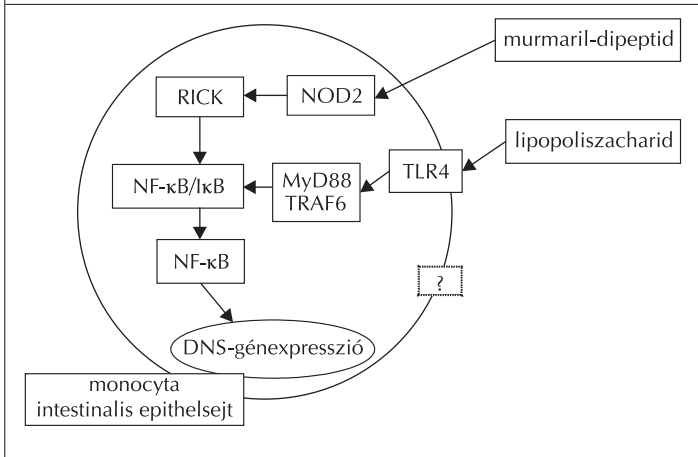 murmaril-dipeptid
RICK
NOD2
lipopoliszacharid
NF-κB/IκB
MyD88
TRAF6
TLR4
NF-κB
?
DNS-génexpresszió
monocyta
intestinalis epithelsejt